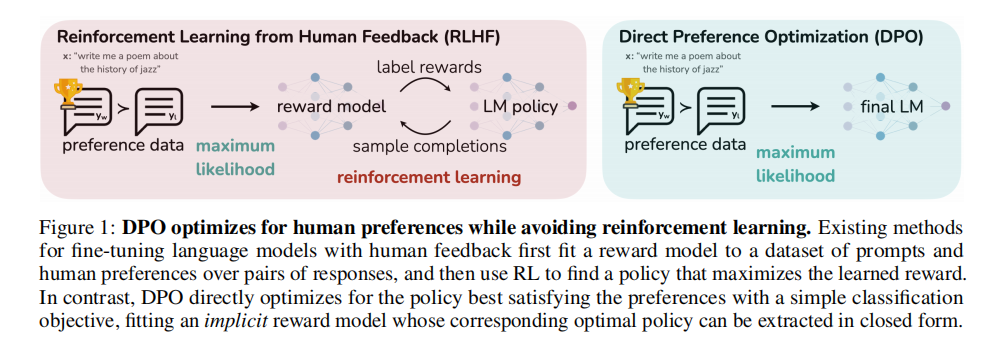 Reinforcement Learning from Human Feedback (RLHF)
x: "write me a poem about
the history of jazz"
label rewards
yw
>
yl
reward model
LM policy
preference data
sample completions
maximum
likelihood
reinforcement learning
Direct Preference Optimization (DPO)
x: "write me a poem about
the history of jazz"
yw
>
yl
final LM
preference data
maximum
likelihood
Figure 1: DPO optimizes for human preferences while avoiding reinforcement learning. Existing methods
for fine-tuning language models with human feedback first fit a reward model to a dataset of prompts and
human preferences over pairs of responses, and then use RL to find a policy that maximizes the learned reward.
In contrast, DPO directly optimizes for the policy best satisfying the preferences with a simple classification
objective, fitting an implicit reward model whose corresponding optimal policy can be extracted in closed form.